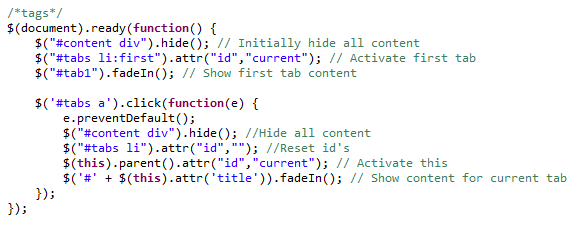 /*tags*/
$(document).ready(function() {
    $("#content div").hide(); // Initially hide all content
    $("#tabs li:first").attr("id","current"); // Activate first tab
    $("#tab1").fadeIn(); // Show first tab content

    $('#tabs a').click(function(e) {
        e.preventDefault();
        $("#content div").hide(); //Hide all content
        $("#tabs li").attr("id",""); //Reset id's
        $(this).parent().attr("id","current"); // Activate this
        $('#' + $(this).attr('title')).fadeIn(); // Show content for current tab
    });
});